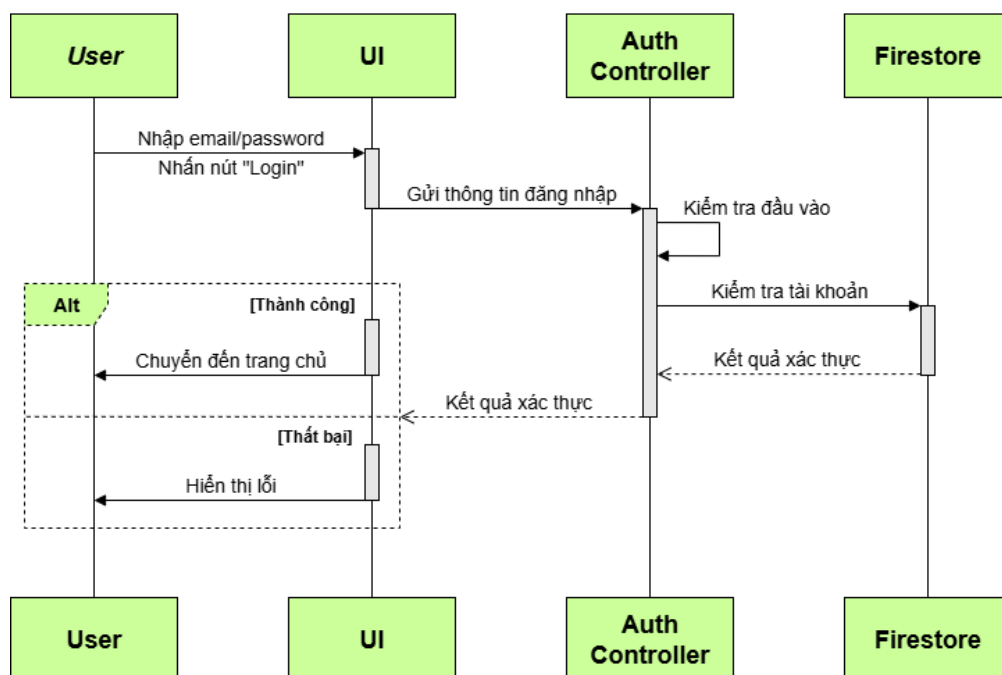 User
UI
Auth
Controller
Firestore
Nhập email/password
Nhấn nút "Login"
Gửi thông tin đăng nhập
Kiểm tra đầu vào
Alt
[Thành công]
Kiểm tra tài khoản
Chuyển đến trang chủ
Kết quả xác thực
Kết quả xác thực
[Thất bại]
Hiển thị lỗi
User
UI
Auth
Controller
Firestore